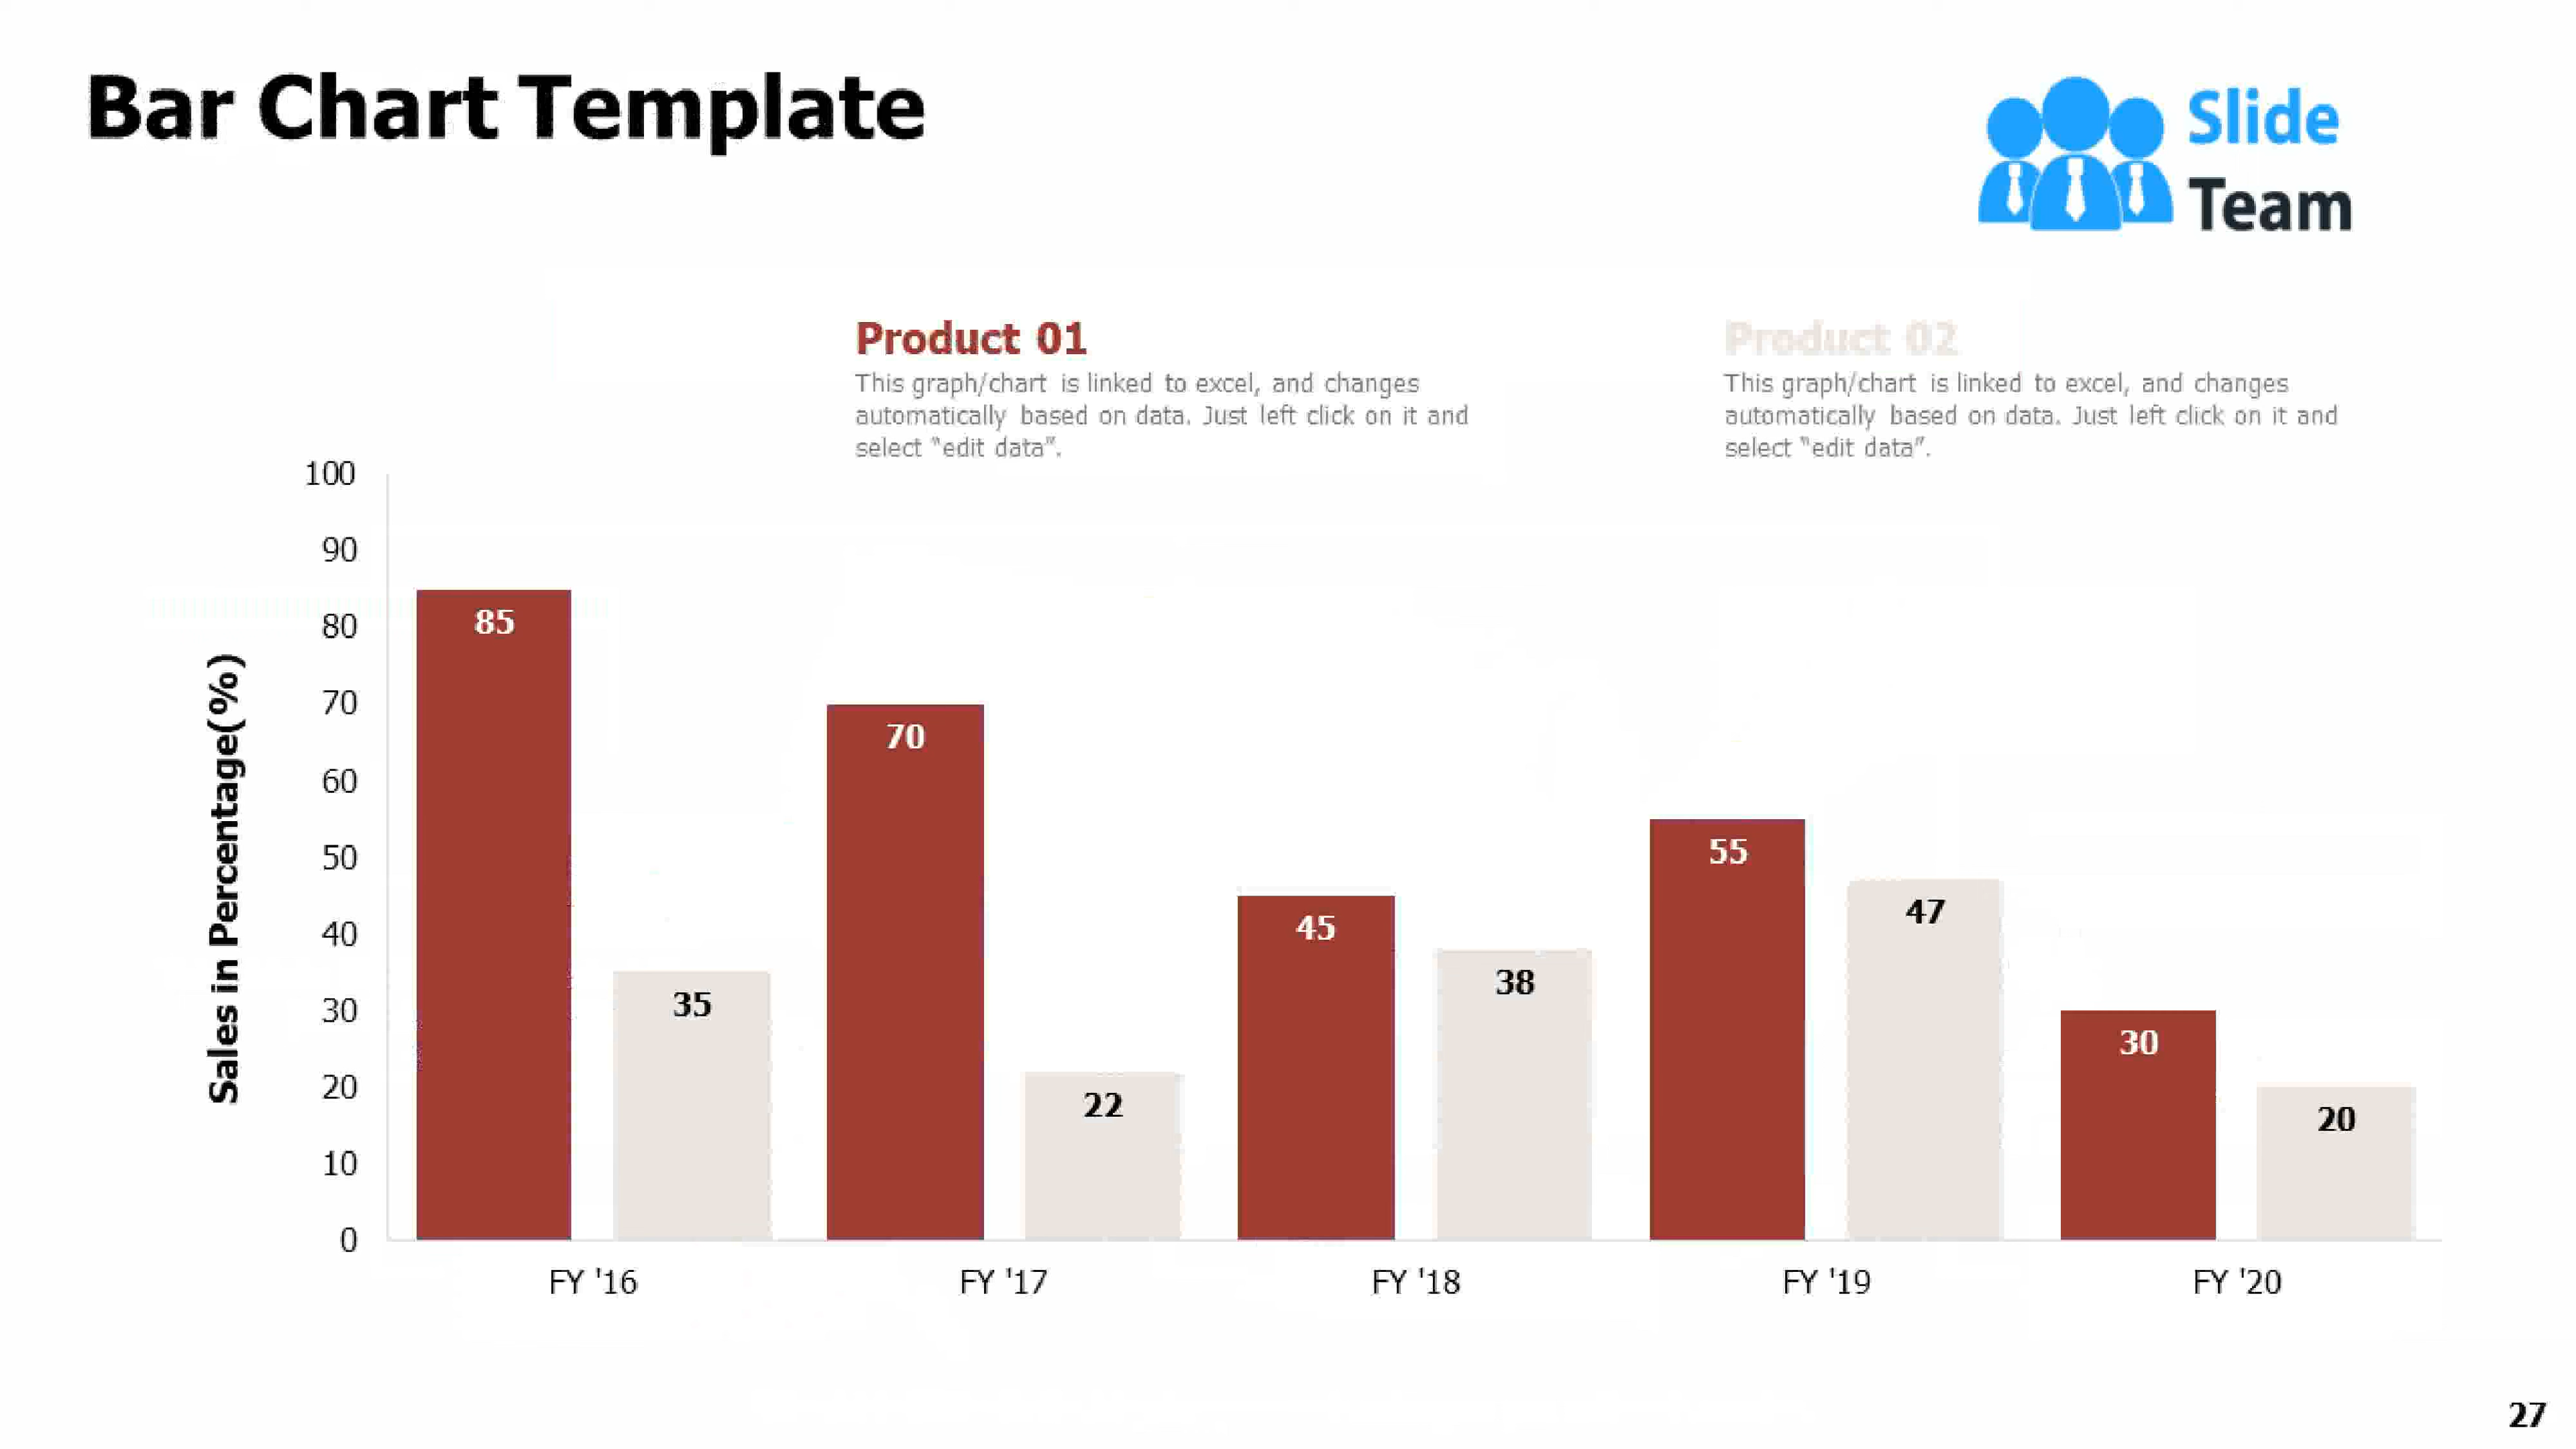 Bar Chart Template
Slide
Team
Product 01
This graph/chart is linked to excel, and changes
automatically based on data. Just left click on it and
select "edit data".
Product 02
This graph/chart is linked to excel, and changes
automatically based on data. Just left click on it and
select "edit data".
Sales in Percentage(%)
100
90
80
70
60
50
40
30
20
10
0
85
35
70
22
45
38
55
47
30
20
FY '16
FY '17
FY '18
FY '19
FY '20
27